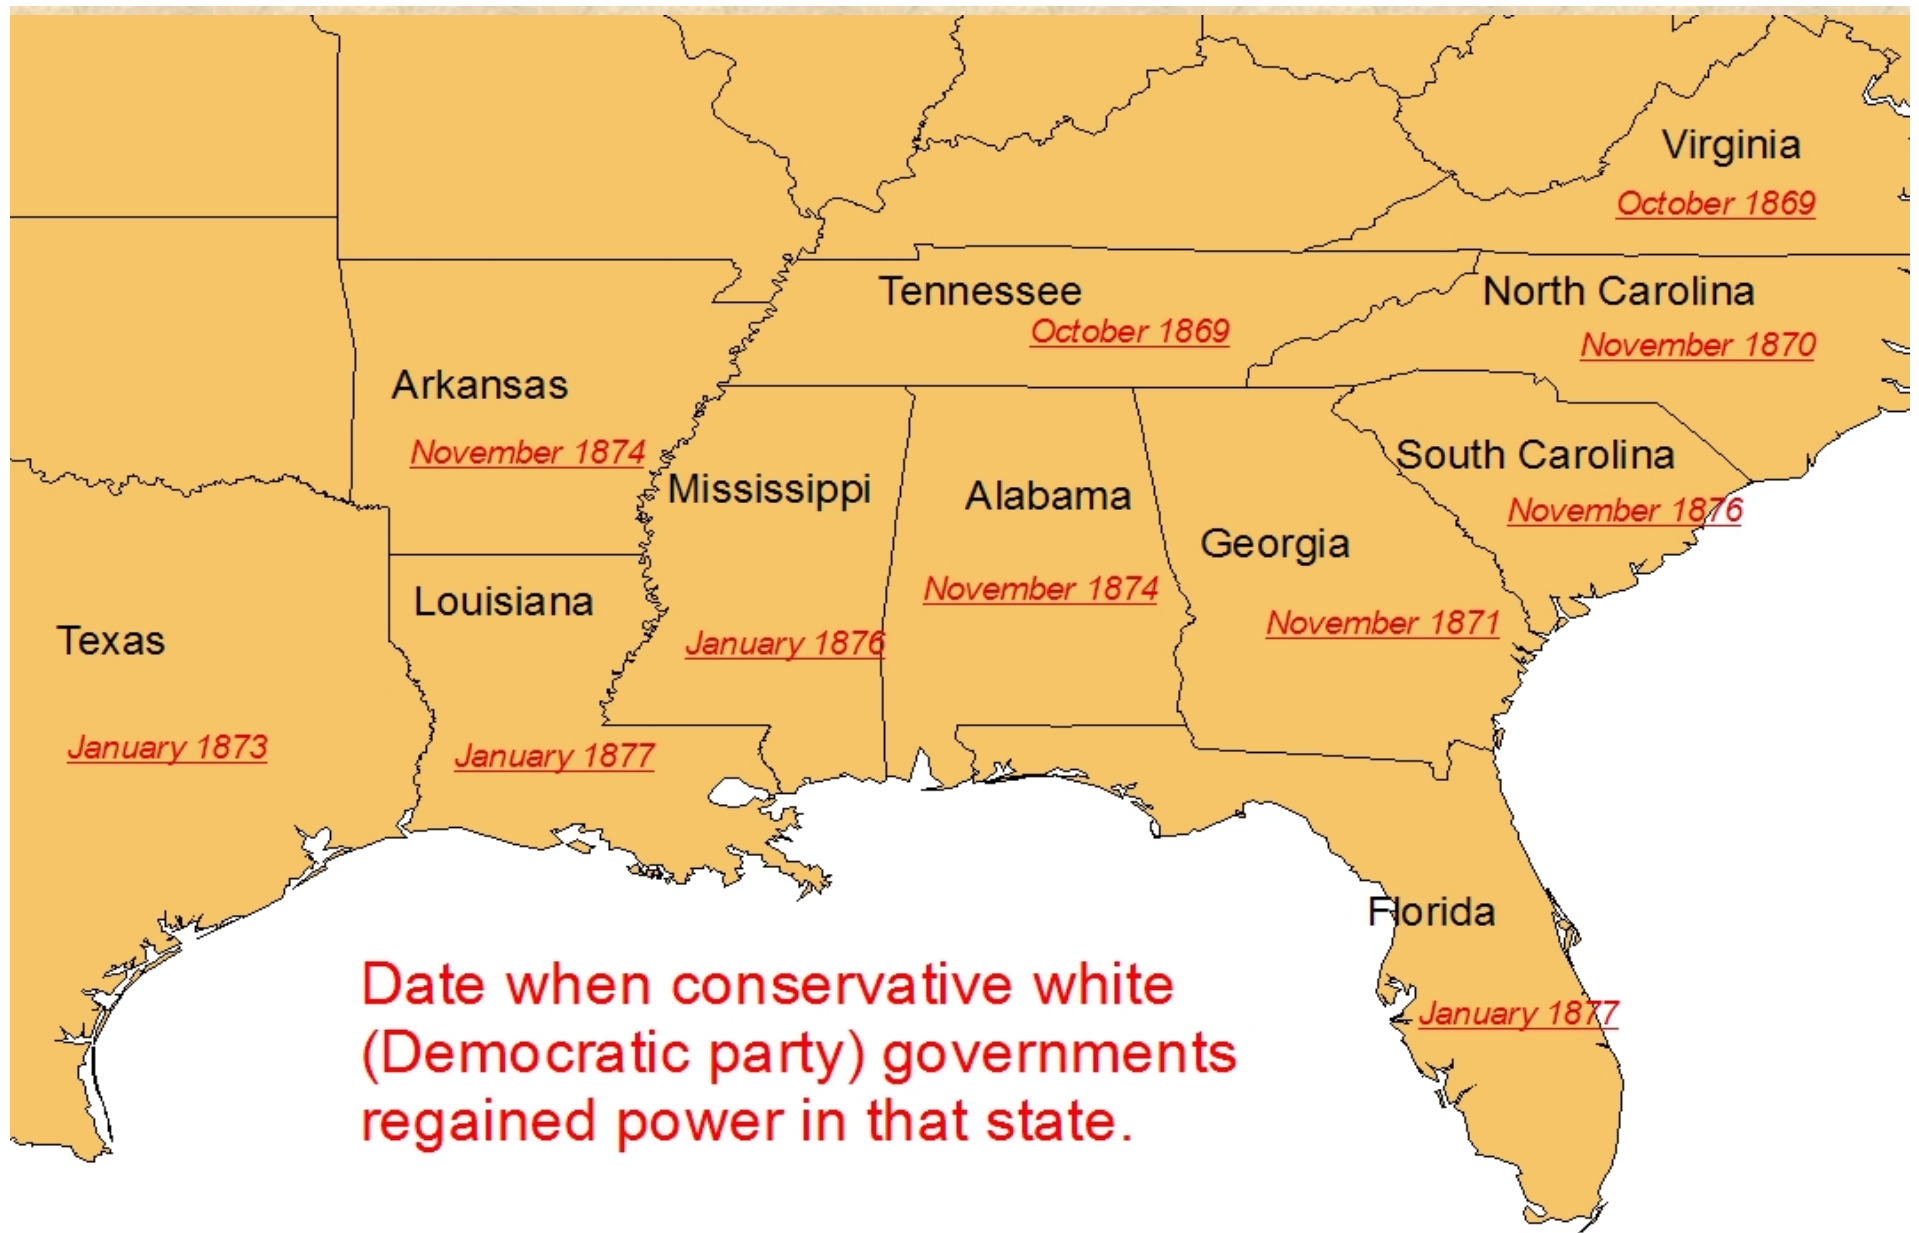 Virginia
October 1869
Tennessee
October 1869
North Carolina
November 1870
Arkansas
November 1874
Mississippi
January 1876
Alabama
November 1874
Georgia
November 1871
South Carolina
November 1876
Texas
January 1873
Louisiana
January 1877
Florida
January 1877
Date when conservative white
(Democratic party) governments
regained power in that state.